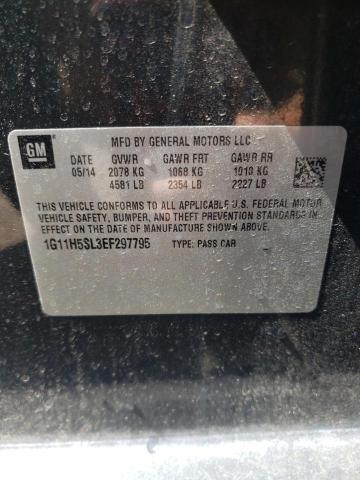 GM
MFD BY GENERAL MOTORS LLC
DATE GVWR GAWR FRT GAWR RR
05/14 2078 KG 1068 KG 1010 KG
4581 LB 2354 LB 2227 LB
THIS VEHICLE CONFORMS TO ALL APPLICABLE U.S. FEDERAL MOTOR
VEHICLE SAFETY, BUMPER, AND THEFT PREVENTION STANDARDS IN
EFFECT ON THE DATE OF MANUFACTURE SHOWN ABOVE.
1G11H5SL3EF297795 TYPE: PASS CAR